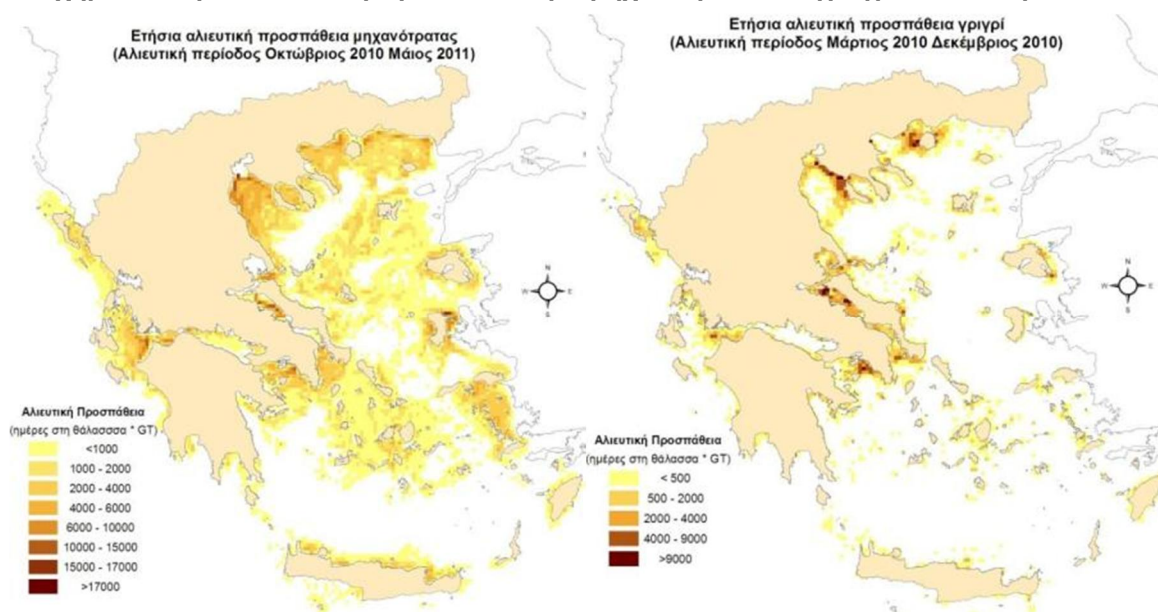 Ετήσια αλιευτική προσπάθεια μηχανότρατας
(Αλιευτική περίοδος Οκτώβριος 2010 Μάιος 2011)
N
W
E
S
Αλιευτική Προσπάθεια
(ημέρες στη θάλασσσα * GT)
<1000
1000 - 2000
2000 - 4000
4000 - 6000
6000 - 10000
10000 - 15000
15000 - 17000
>17000
Ετήσια αλιευτική προσπάθεια γριγρί
(Αλιευτική περίοδος Μάρτιος 2010 Δεκέμβριος 2010)
N
W
E
S
Αλιευτική Προσπάθεια
(ημέρες στη θάλασσα * GT)
< 500
500 - 2000
2000 - 4000
4000 - 9000
>9000